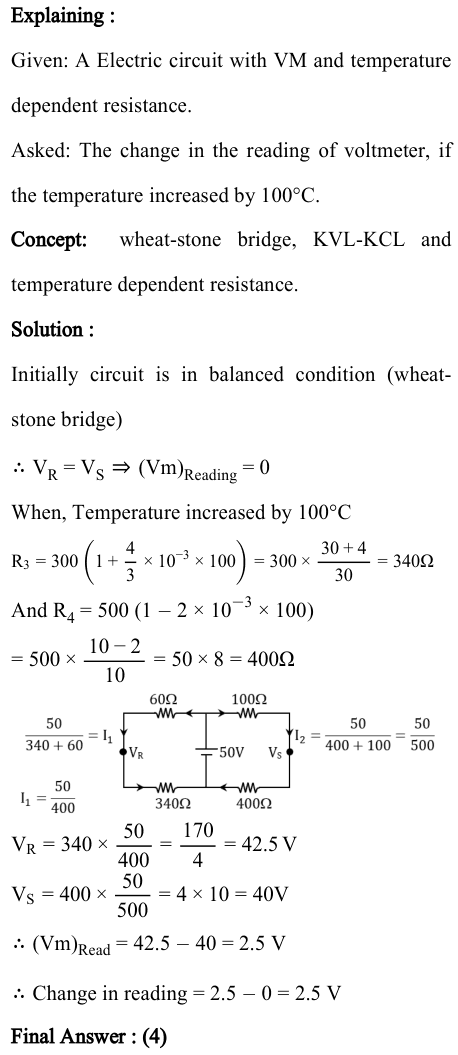 Explaining :
Given: A Electric circuit with VM and temperature
dependent resistance.
Asked: The change in the reading of voltmeter, if
the temperature increased by 100°C.
Concept: wheat-stone bridge, KVL-KCL and
temperature dependent resistance.
Solution :
Initially circuit is in balanced condition (wheat-
stone bridge)
∴ V_R = V_S ⇒ (Vm)_Reading = 0
When, Temperature increased by 100°C
R₃ = 300 (1 + 4/3 × 10⁻³ × 100) = 300 × (30 + 4)/30 = 340Ω
And R₄ = 500 (1 – 2 × 10⁻³ × 100)
= 500 × (10 – 2)/10 = 50 × 8 = 400Ω
60Ω 100Ω
50/(340 + 60) = I₁ V_R 50V V_S I₂ = 50/(400 + 100) = 50/500
I₁ = 50/400
340Ω 400Ω
V_R = 340 × 50/400 = 170/4 = 42.5 V
V_S = 400 × 50/500 = 4 × 10 = 40V
∴ (Vm)_Read = 42.5 – 40 = 2.5 V
∴ Change in reading = 2.5 – 0 = 2.5 V
Final Answer : (4)